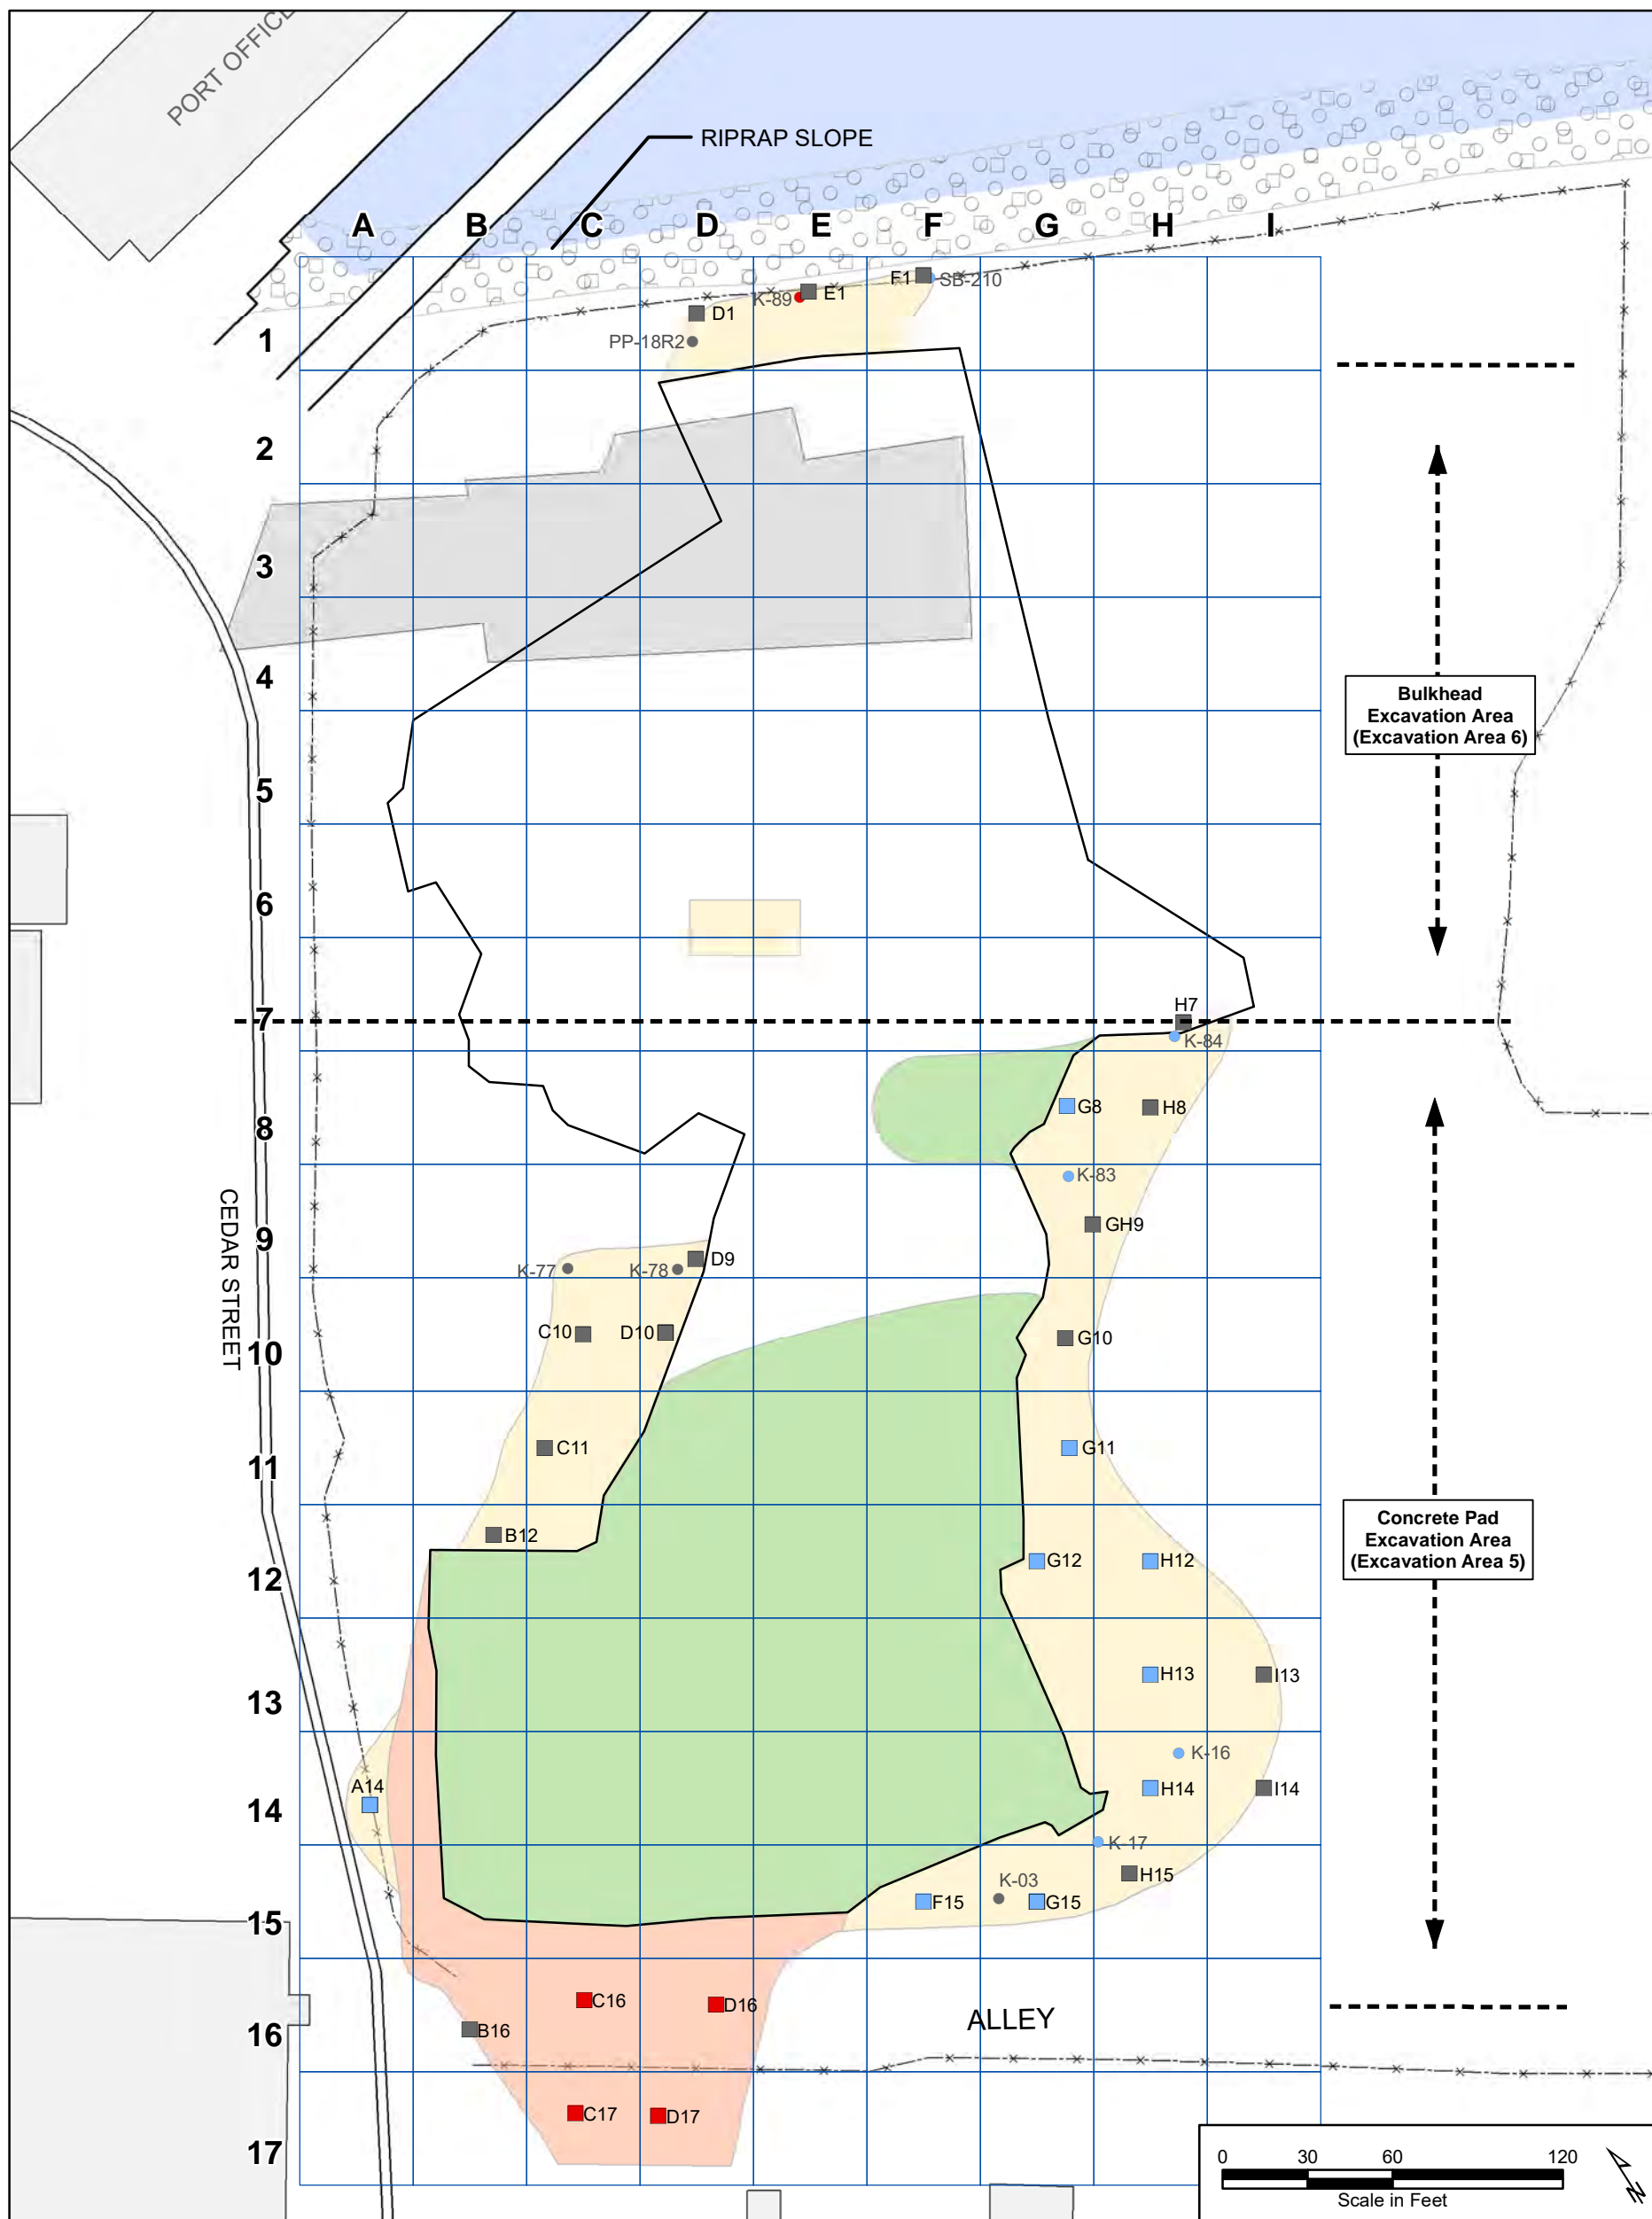 PORT OFFICE
RIPRAP SLOPE
A B C D E F G H I
F1 SB-210
K-89 E1
D1
PP-18R2
1
2
3
4
Bulkhead
Excavation Area
(Excavation Area 6)
5
6
H7
7
K-84
G8 H8
8
K-83
CEDAR STREET
GH9
9
D9
K-77 K-78
C10 D10 G10
10
C11 G11
11
Concrete Pad
Excavation Area
(Excavation Area 5)
B12
G12 H12
12
H13 I13
13
K-16
A14
H14 I14
14
K-17
H15
K-03
F15 G15
15
C16 D16
ALLEY
B16
16
C17 D17
17
0 30 60 120
Scale in Feet
N